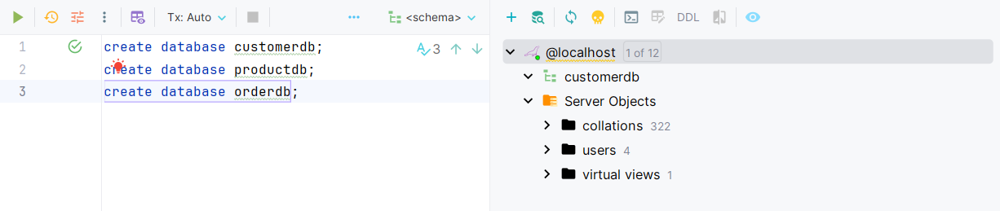 Tx: Auto
<schema>
1 create database customerdb;
3
2 create database productdb;
3 create database orderdb;
DDL
@localhost 1 of 12
customerdb
Server Objects
collations 322
users 4
virtual views 1